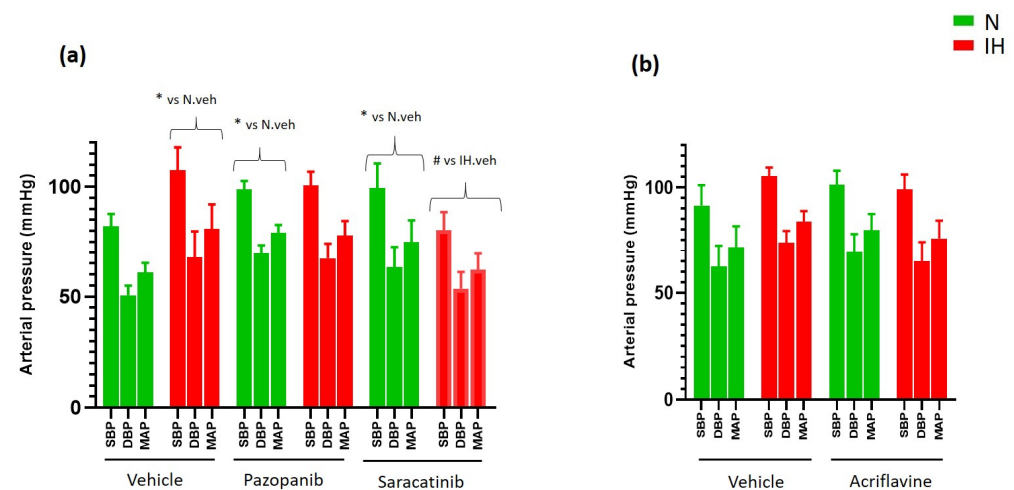 N
IH
(a)
(b)
* vs N.veh
* vs N.veh
* vs N.veh
# vs IH.veh
Arterial pressure (mmHg)
100
50
0
SBP DBP MAP SBP DBP MAP SBP DBP MAP SBP DBP MAP SBP DBP MAP SBP DBP MAP
Vehicle Pazopanib Saracatinib
Arterial pressure (mmHg)
100
50
0
SBP DBP MAP SBP DBP MAP SBP DBP MAP SBP DBP MAP
Vehicle Acriflavine